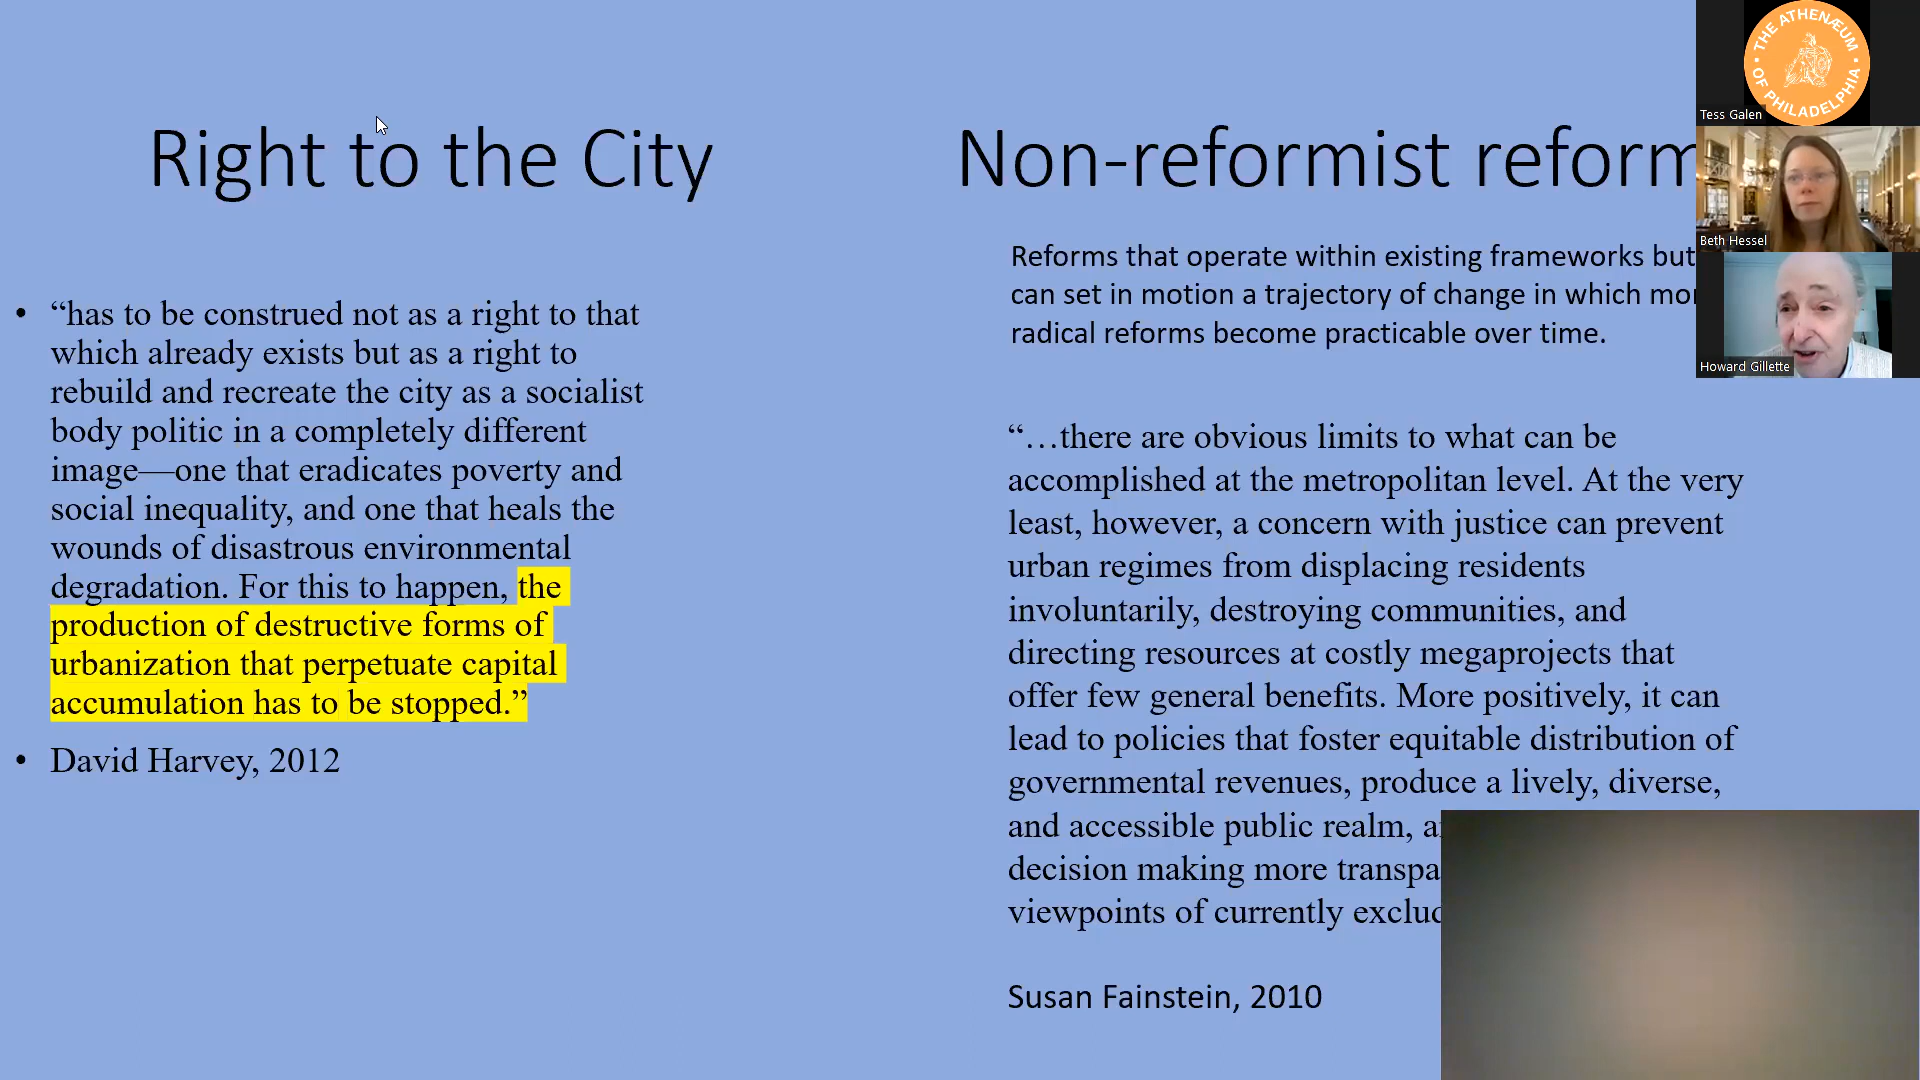 Right to the City
• “has to be construed not as a right to that
which already exists but as a right to
rebuild and recreate the city as a socialist
body politic in a completely different
image—one that eradicates poverty and
social inequality, and one that heals the
wounds of disastrous environmental
degradation. For this to happen, the
production of destructive forms of
urbanization that perpetuate capital
accumulation has to be stopped.”
• David Harvey, 2012
Non-reformist reform
Reforms that operate within existing frameworks but
can set in motion a trajectory of change in which
radical reforms become practicable over time.
“…there are obvious limits to what can be
accomplished at the metropolitan level. At the very
least, however, a concern with justice can prevent
urban regimes from displacing residents
involuntarily, destroying communities, and
directing resources at costly megaprojects that
offer few general benefits. More positively, it can
lead to policies that foster equitable distribution of
governmental revenues, produce a lively, diverse,
and accessible public realm,
decision making more
viewpoints of currently
Susan Fainstein, 2010
THE ATHENÆUM
OF PHILADELPHIA
Tess Galen
Beth Hessel
Howard Gillette